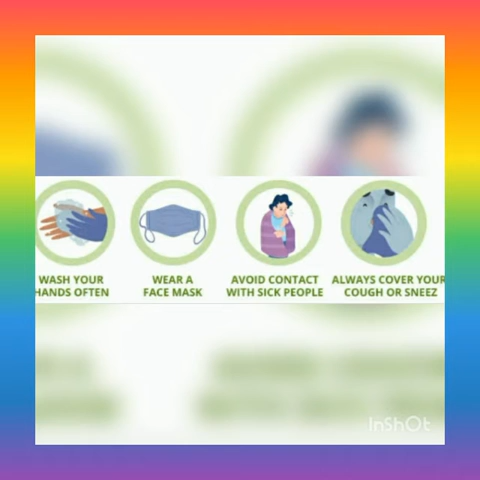 WASH YOUR
HANDS OFTEN
WEAR A
FACE MASK
AVOID CONTACT
WITH SICK PEOPLE
ALWAYS COVER YOUR
COUGH OR SNEEZ
InShOt